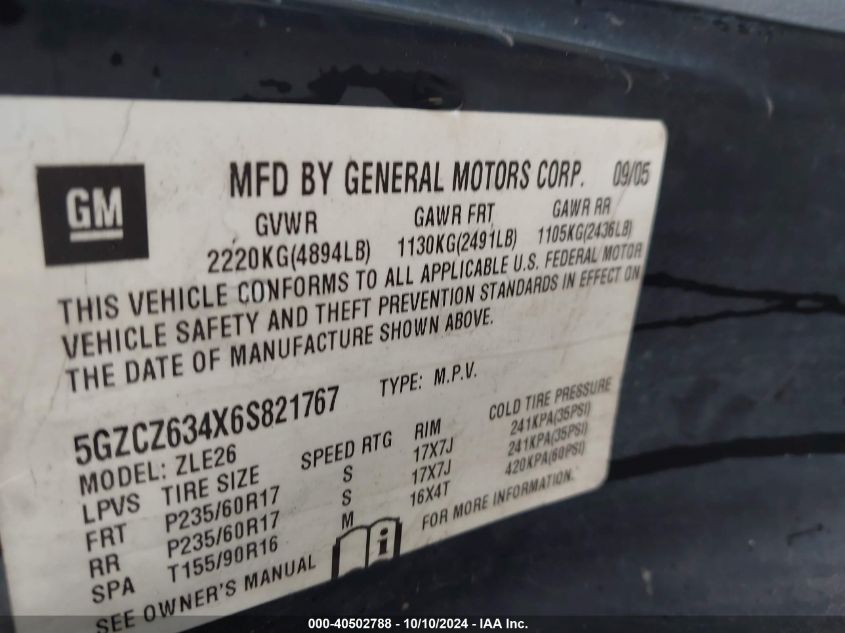 GM
MFD BY GENERAL MOTORS CORP. 09/05
GVWR GAWR FRT GAWR RR
2220KG(4894LB) 1130KG(2491LB) 1105KG(2436LB)
THIS VEHICLE CONFORMS TO ALL APPLICABLE U.S. FEDERAL MOTOR
VEHICLE SAFETY AND THEFT PREVENTION STANDARDS IN EFFECT ON
THE DATE OF MANUFACTURE SHOWN ABOVE.
5GZCZ634X6S821767 TYPE: M.P.V.
MODEL: ZLE26
LPVS TIRE SIZE SPEED RTG RIM COLD TIRE PRESSURE
FRT P235/60R17 S 17X7J 241KPA(35PSI)
RR P235/60R17 S 17X7J 241KPA(35PSI)
SPA T155/90R16 M 16X4T 420KPA(60PSI)
SEE OWNER'S MANUAL i FOR MORE INFORMATION.
000-40502788 - 10/10/2024 - IAA Inc.